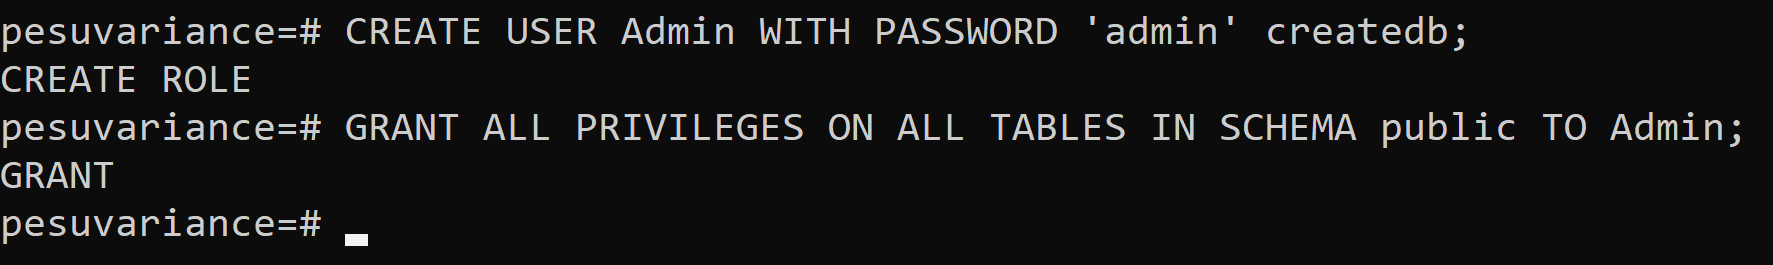 pesuvariance=# CREATE USER Admin WITH PASSWORD 'admin' createdb;
CREATE ROLE
pesuvariance=# GRANT ALL PRIVILEGES ON ALL TABLES IN SCHEMA public TO Admin;
GRANT
pesuvariance=#